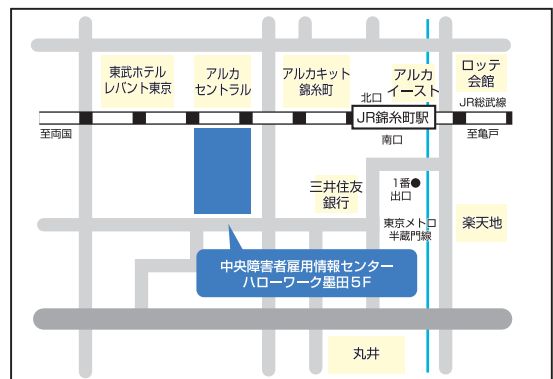 東武ホテル
レバント東京
アルカ
セントラル
アルカキット
錦糸町
アルカ
イースト
ロッテ
会館
北口
JR総武線
JR錦糸町駅
至両国
南口
至亀戸
三井住友
銀行
1番●
出口
東京メトロ
半蔵門線
楽天地
中央障害者雇用情報センター
ハローワーク墨田5F
丸井